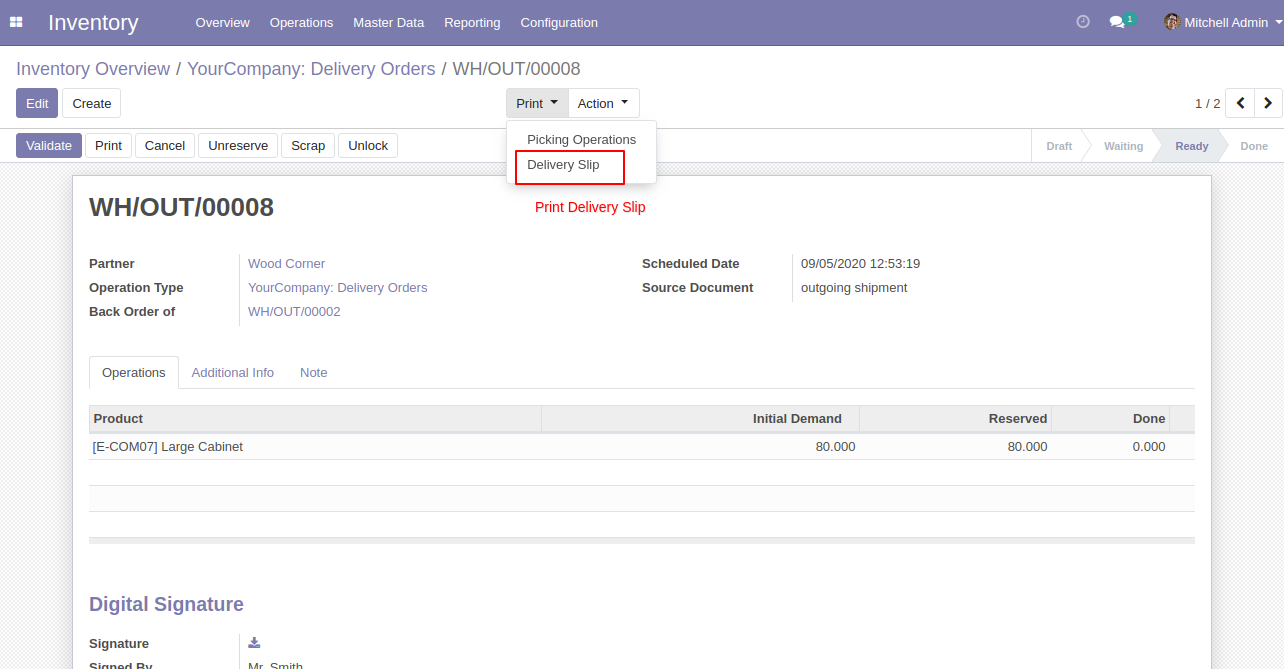 Inventory Overview Operations Master Data Reporting Configuration 1 Mitchell Admin
Inventory Overview / YourCompany: Delivery Orders / WH/OUT/00008
Edit Create Print Action 1 / 2
Picking Operations
Delivery Slip
Validate Print Cancel Unreserve Scrap Unlock Draft Waiting Ready Done
WH/OUT/00008
Print Delivery Slip
Partner Wood Corner Scheduled Date 09/05/2020 12:53:19
Operation Type YourCompany: Delivery Orders Source Document outgoing shipment
Back Order of WH/OUT/00002
Operations Additional Info Note
Product Initial Demand Reserved Done
[E-COM07] Large Cabinet 80.000 80.000 0.000
Digital Signature
Signature
Signed By Mr. Smith